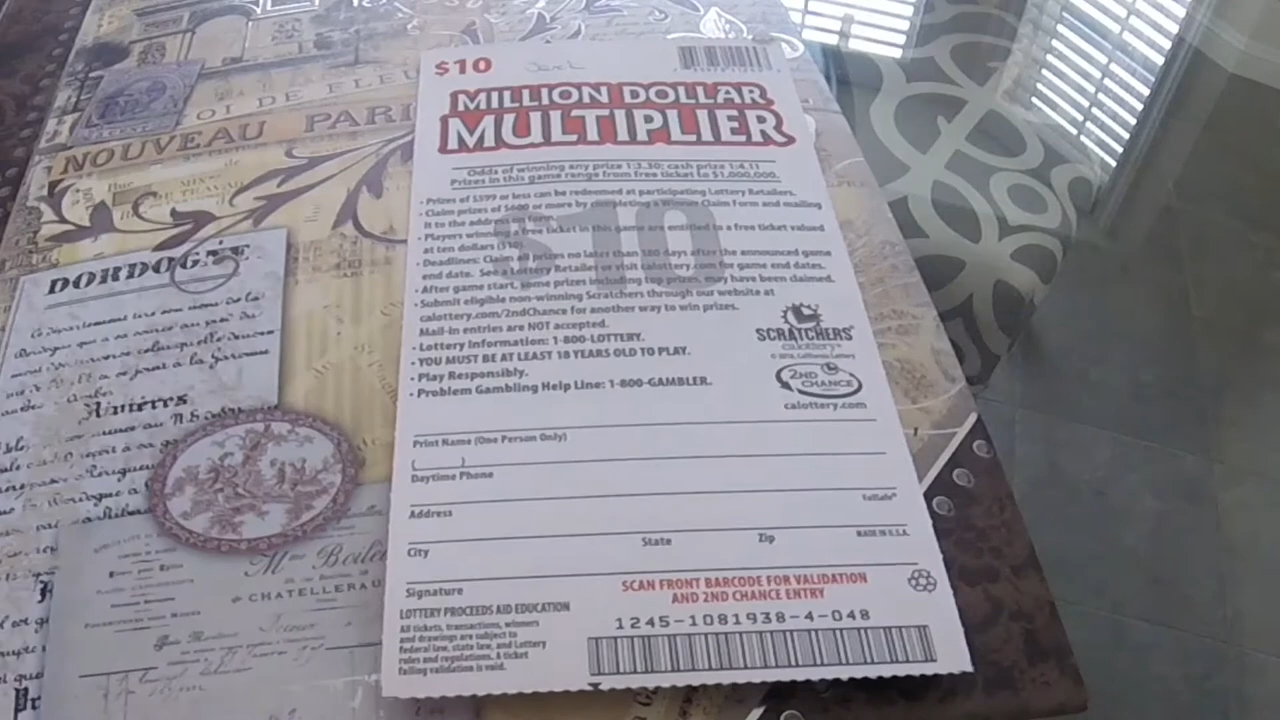 $10
MILLION DOLLAR
MULTIPLIER
Odds of winning any prize 1:3.30; cash prize 1:4.11
Prizes in this game range from free ticket to $1,000,000.
$10
• Prizes of $599 or less can be redeemed at participating Lottery Retailers.
• Claim prizes of $600 or more by completing a Winner Claim Form and mailing
it to the address on form.
• Players winning a free ticket in this game are entitled to a free ticket valued
at ten dollars ($10).
• Deadlines: Claim all prizes no later than 180 days after the announced game
end date. See a Lottery Retailer or visit calottery.com for game end dates.
• After game start, some prizes including top prizes, may have been claimed.
• Submit eligible non-winning Scratchers through our website at
calottery.com/2ndChance for another way to win prizes.
Mail-in entries are NOT accepted.
• Lottery Information: 1-800-LOTTERY.
• YOU MUST BE AT LEAST 18 YEARS OLD TO PLAY.
• Play Responsibly.
• Problem Gambling Help Line: 1-800-GAMBLER.
SCRATCHERS®
calottery
California Lottery
2ND
CHANCE
calottery.com
Print Name (One Person Only)
( )
Daytime Phone
Address
TelSafe®
City State Zip
MADE IN U.S.A.
Signature
SCAN FRONT BARCODE FOR VALIDATION
AND 2ND CHANCE ENTRY
LOTTERY PROCEEDS AID EDUCATION
All tickets, transactions, winners
and drawings are subject to
federal law, state law, and Lottery
rules and regulations. A ticket
failing validation is void.
1245-1081938-4-048
OI DE FLEU
NOUVEAU PARI
DORDOGNE
Rivières
Mme Boile
CHATELLERAU